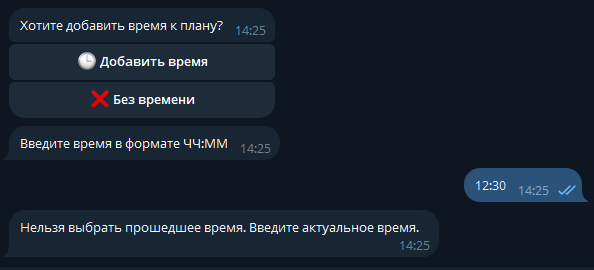 Хотите добавить время к плану? 14:25
🕒 Добавить время
❌ Без времени
Введите время в формате ЧЧ:ММ 14:25
12:30 14:25
Нельзя выбрать прошедшее время. Введите актуальное время.
14:25